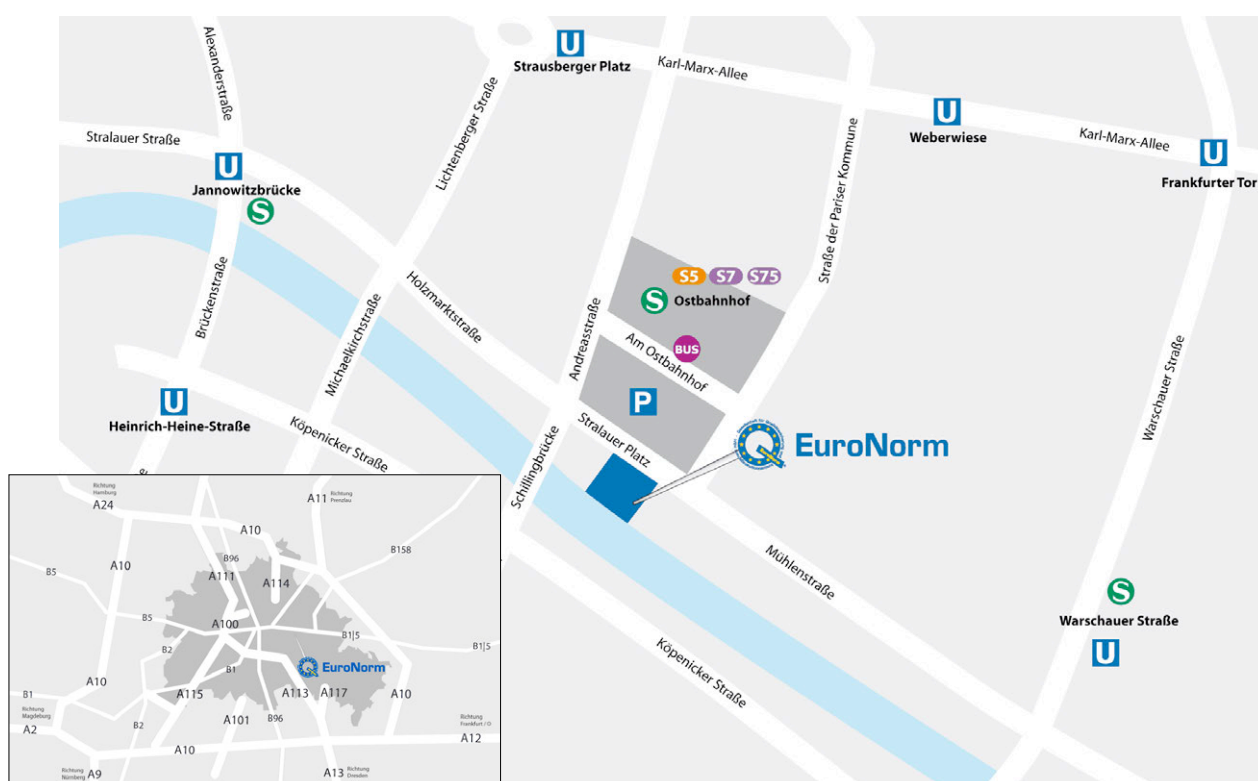 Alexanderstraße
Stralauer Straße
U
Jannowitzbrücke
S
Lichtenberger Straße
U
Strausberger Platz
Karl-Marx-Allee
U
Weberwiese
Karl-Marx-Allee
U
Frankfurter Tor
Straße der Pariser Kommune
Brückenstraße
Michaelkirchstraße
Holzmarktstraße
S5 S7 S75
S Ostbahnhof
Andreasstraße
Am Ostbahnhof
BUS
P
Stralauer Platz
EuroNorm
Warschauer Straße
U
Heinrich-Heine-Straße
Köpenicker Straße
Schillingbrücke
Mühlenstraße
S
Warschauer Straße
U
Köpenicker Straße
Richtung
Hamburg
A24
A11
Richtung
Prenzlau
A10
B96
B158
A10
B5
A111
A114
B5
A100
B2
B1|5
B1|5
B1
EuroNorm
A10
B1
A115
A113
A117
A10
Richtung
Magdeburg
A2
B2
A101
B96
Richtung
Frankfurt / O
A12
A10
Richtung
Nürnberg
A9
A13
Richtung
Dresden